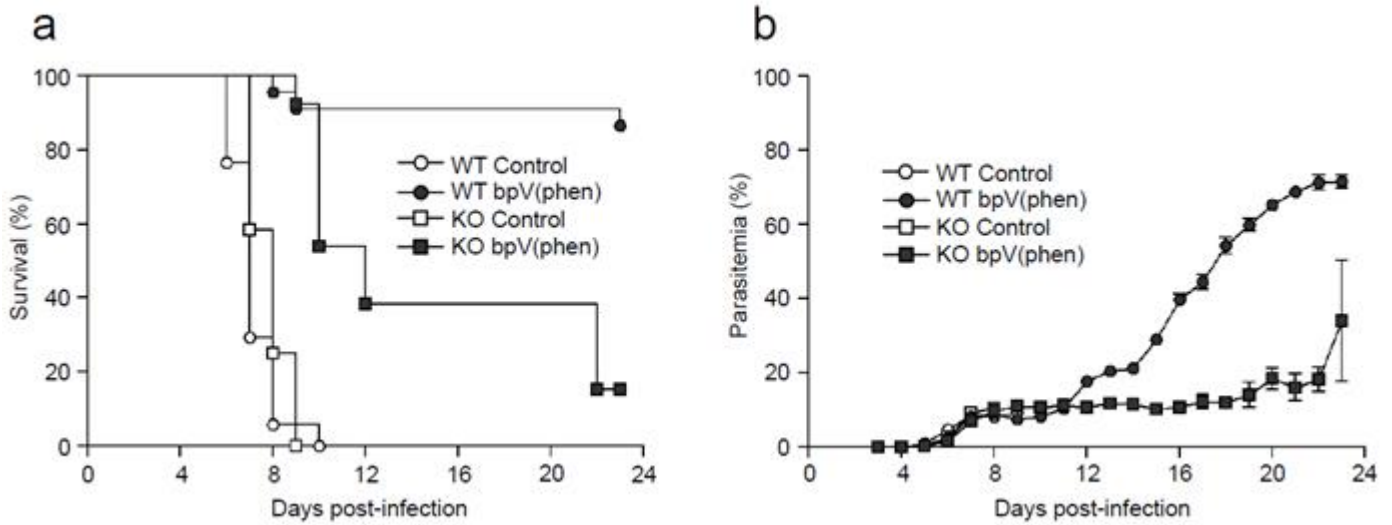 a
100
80
60
40
20
0
Survival (%)
WT Control
WT bpV(phen)
KO Control
KO bpV(phen)
0 4 8 12 16 20 24
Days post-infection
b
100
80
60
40
20
0
Parasitemia (%)
WT Control
WT bpV(phen)
KO Control
KO bpV(phen)
0 4 8 12 16 20 24
Days post-infection